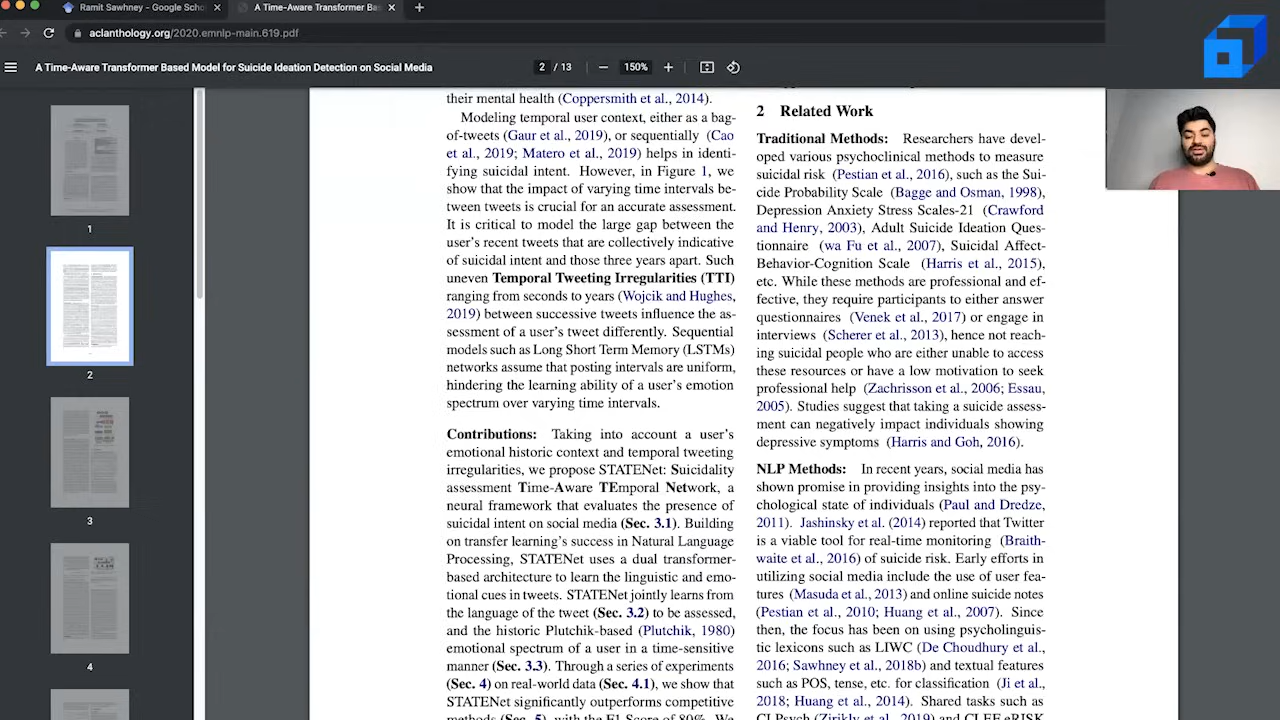 Ramit Sawhney – Google Scho
A Time-Aware Transformer Bas
aclanthology.org/2020.emnlp-main.619.pdf
A Time-Aware Transformer Based Model for Suicide Ideation Detection on Social Media
2 / 13
150%
1
2
3
4
their mental health (Coppersmith et al., 2014).
Modeling temporal user context, either as a bag-
of-tweets (Gaur et al., 2019), or sequentially (Cao
et al., 2019; Matero et al., 2019) helps in identi-
fying suicidal intent. However, in Figure 1, we
show that the impact of varying time intervals be-
tween tweets is crucial for an accurate assessment.
It is critical to model the large gap between the
user's recent tweets that are collectively indicative
of suicidal intent and those three years apart. Such
uneven Temporal Tweeting Irregularities (TTI)
ranging from seconds to years (Wojcik and Hughes,
2019) between successive tweets influence the as-
sessment of a user's tweet differently. Sequential
models such as Long Short Term Memory (LSTMs)
networks assume that posting intervals are uniform,
hindering the learning ability of a user's emotion
spectrum over varying time intervals.
Contributions: Taking into account a user's
emotional historic context and temporal tweeting
irregularities, we propose STATENet: Suicidality
assessment Time-Aware TEmporal Network, a
neural framework that evaluates the presence of
suicidal intent on social media (Sec. 3.1). Building
on transfer learning's success in Natural Language
Processing, STATENet uses a dual transformer-
based architecture to learn the linguistic and emo-
tional cues in tweets. STATENet jointly learns from
the language of the tweet (Sec. 3.2) to be assessed,
and the historic Plutchik-based (Plutchik, 1980)
emotional spectrum of a user in a time-sensitive
manner (Sec. 3.3). Through a series of experiments
(Sec. 4) on real-world data (Sec. 4.1), we show that
STATENet significantly outperforms competitive
methods (Sec. 5), with the F1 Score of 80%. We
2 Related Work
Traditional Methods: Researchers have devel-
oped various psychoclinical methods to measure
suicidal risk (Pestian et al., 2016), such as the Sui-
cide Probability Scale (Bagge and Osman, 1998),
Depression Anxiety Stress Scales-21 (Crawford
and Henry, 2003), Adult Suicide Ideation Ques-
tionnaire (wa Fu et al., 2007), Suicidal Affect-
Behavior-Cognition Scale (Harris et al., 2015),
etc. While these methods are professional and ef-
fective, they require participants to either answer
questionnaires (Venek et al., 2017) or engage in
interviews (Scherer et al., 2013), hence not reach-
ing suicidal people who are either unable to access
these resources or have a low motivation to seek
professional help (Zachrisson et al., 2006; Essau,
2005). Studies suggest that taking a suicide assess-
ment can negatively impact individuals showing
depressive symptoms (Harris and Goh, 2016).
NLP Methods: In recent years, social media has
shown promise in providing insights into the psy-
chological state of individuals (Paul and Dredze,
2011). Jashinsky et al. (2014) reported that Twitter
is a viable tool for real-time monitoring (Braith-
waite et al., 2016) of suicide risk. Early efforts in
utilizing social media include the use of user fea-
tures (Masuda et al., 2013) and online suicide notes
(Pestian et al., 2010; Huang et al., 2007). Since
then, the focus has been on using psycholinguis-
tic lexicons such as LIWC (De Choudhury et al.,
2016; Sawhney et al., 2018b) and textual features
such as POS, tense, etc. for classification (Ji et al.,
2018; Huang et al., 2014). Shared tasks such as
CLPsych (Zirikly et al., 2019) and CLEF eRISK